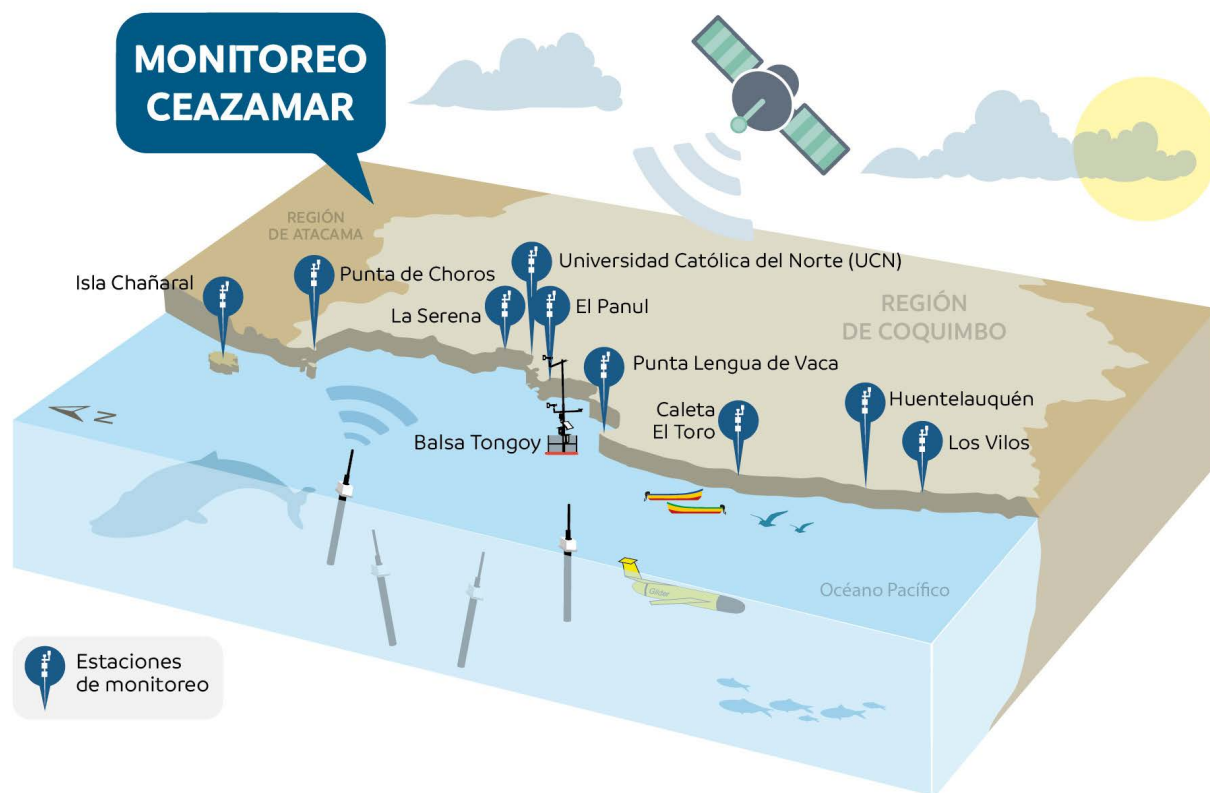 MONITOREO
CEAZAMAR
REGIÓN
DE ATACAMA
Isla Chañaral
Punta de Choros
Universidad Católica del Norte (UCN)
La Serena
El Panul
REGIÓN
DE COQUIMBO
Punta Lengua de Vaca
Huentelauquén
Caleta
El Toro
Los Vilos
Balsa Tongoy
N
Glider
Océano Pacífico
Estaciones
de monitoreo